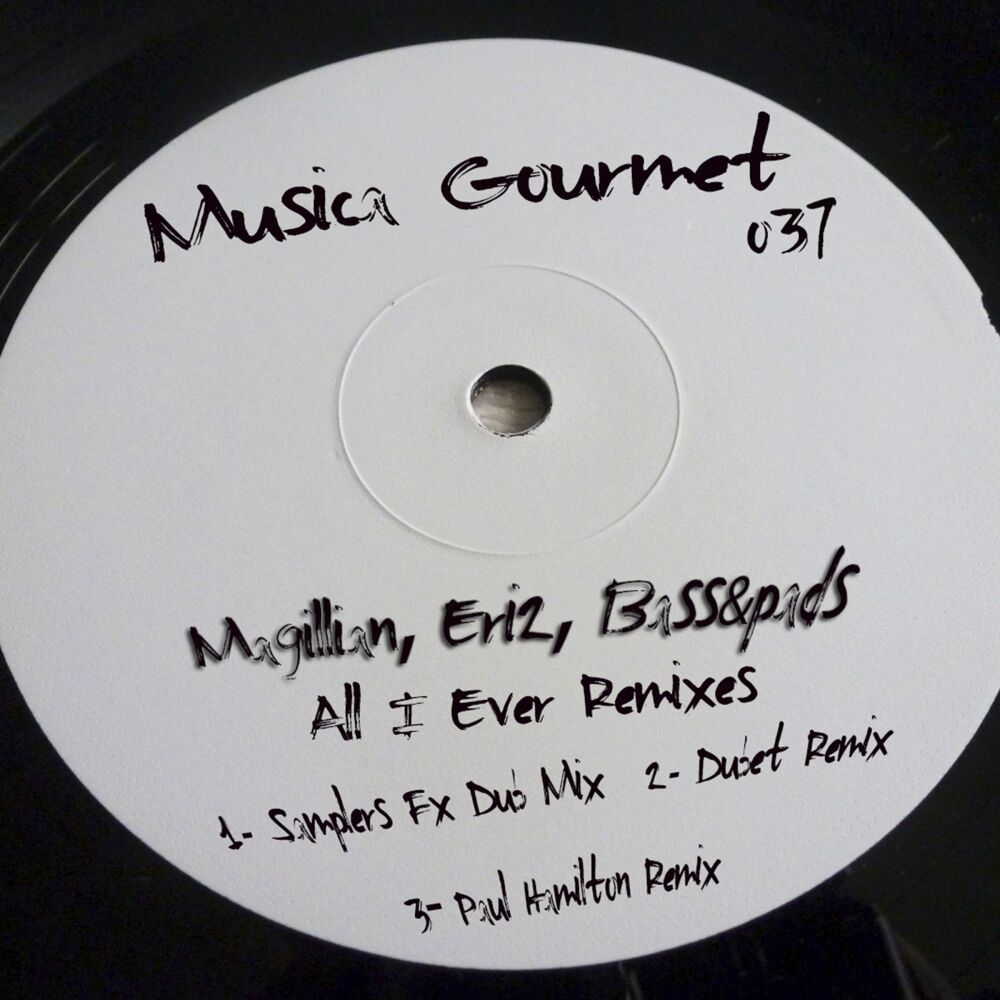 Musica Gourmet
037
Magillian, Eri2, Bass&pads
All I Ever Remixes
1- Samplers Fx Dub Mix 2- Dubet Remix
3- Paul Hamilton Remix